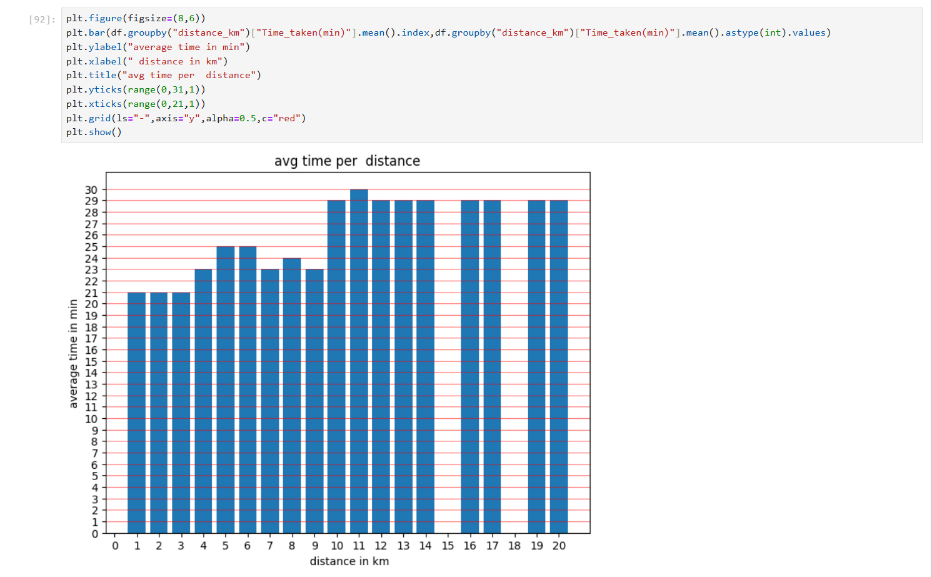 [92]:
plt.figure(figsize=(8,6))
plt.bar(df.groupby("distance_km")["Time_taken(min)"].mean().index,df.groupby("distance_km")["Time_taken(min)"].mean().astype(int).values)
plt.ylabel("average time in min")
plt.xlabel(" distance in km")
plt.title("avg time per  distance")
plt.yticks(range(0,31,1))
plt.xticks(range(0,21,1))
plt.grid(ls="-",axis="y",alpha=0.5,c="red")
plt.show()
avg time per  distance
30
29
28
27
26
25
24
23
22
21
20
19
18
17
16
15
14
13
12
11
10
9
8
7
6
5
4
3
2
1
0
average time in min
0 1 2 3 4 5 6 7 8 9 10 11 12 13 14 15 16 17 18 19 20
distance in km